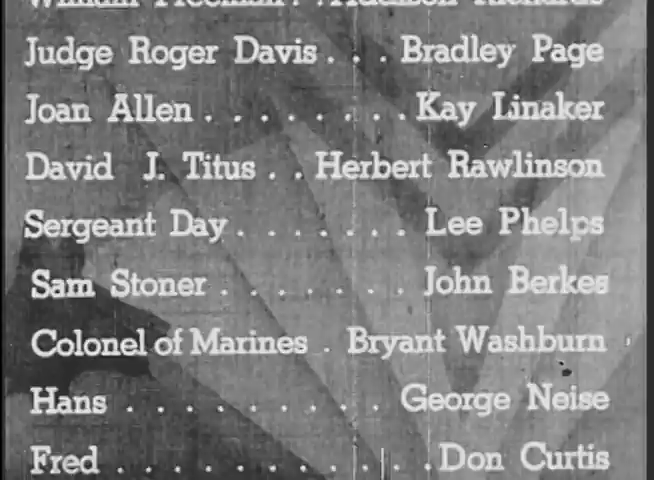 Judge Roger Davis . . . Bradley Page
Joan Allen . . . . . . . . Kay Linaker
David J. Titus . . Herbert Rawlinson
Sergeant Day . . . . . . . Lee Phelps
Sam Stoner . . . . . . . John Berkes
Colonel of Marines . Bryant Washburn
Hans . . . . . . . . . . George Neise
Fred . . . . . . . . . . . . Don Curtis